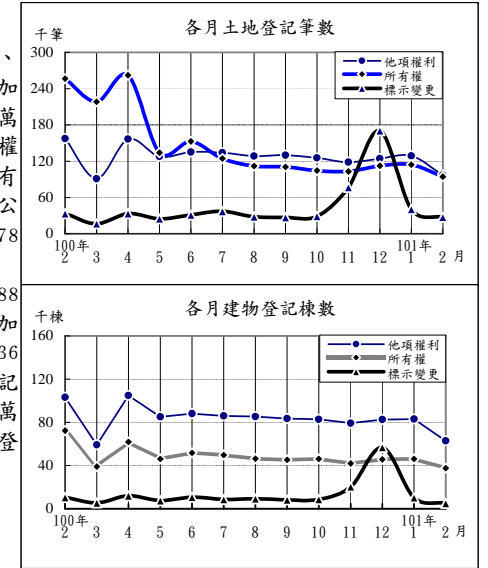 、
加
萬
權
有
公
78
88
加
36
記
萬
登
各月土地登記筆數
千筆
300
240
180
120
60
0
他項權利
所有權
標示變更
100年 101年
2 3 4 5 6 7 8 9 10 11 12 1 2 月
各月建物登記棟數
千棟
160
120
80
40
0
他項權利
所有權
標示變更
100年 101年
2 3 4 5 6 7 8 9 10 11 12 1 2 月